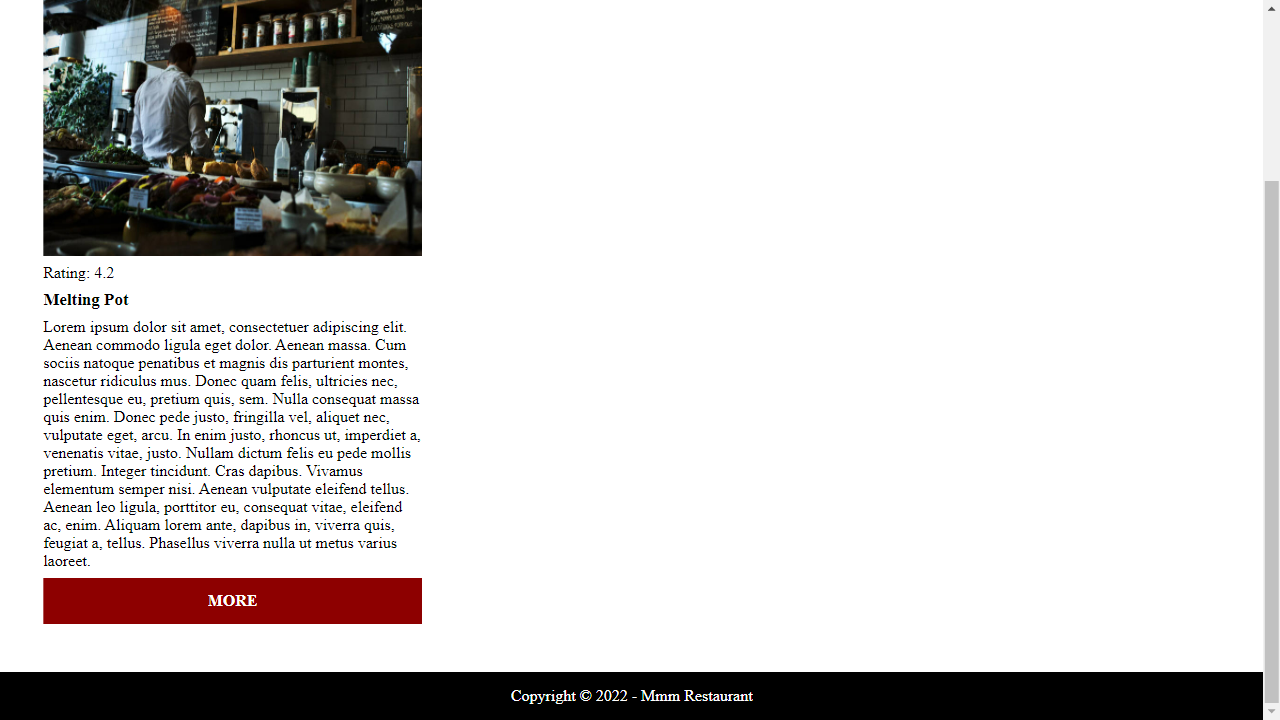 Rating: 4.2
Melting Pot
Lorem ipsum dolor sit amet, consectetuer adipiscing elit.
Aenean commodo ligula eget dolor. Aenean massa. Cum
sociis natoque penatibus et magnis dis parturient montes,
nascetur ridiculus mus. Donec quam felis, ultricies nec,
pellentesque eu, pretium quis, sem. Nulla consequat massa
quis enim. Donec pede justo, fringilla vel, aliquet nec,
vulputate eget, arcu. In enim justo, rhoncus ut, imperdiet a,
venenatis vitae, justo. Nullam dictum felis eu pede mollis
pretium. Integer tincidunt. Cras dapibus. Vivamus
elementum semper nisi. Aenean vulputate eleifend tellus.
Aenean leo ligula, porttitor eu, consequat vitae, eleifend
ac, enim. Aliquam lorem ante, dapibus in, viverra quis,
feugiat a, tellus. Phasellus viverra nulla ut metus varius
laoreet.
MORE
Copyright © 2022 - Mmm Restaurant